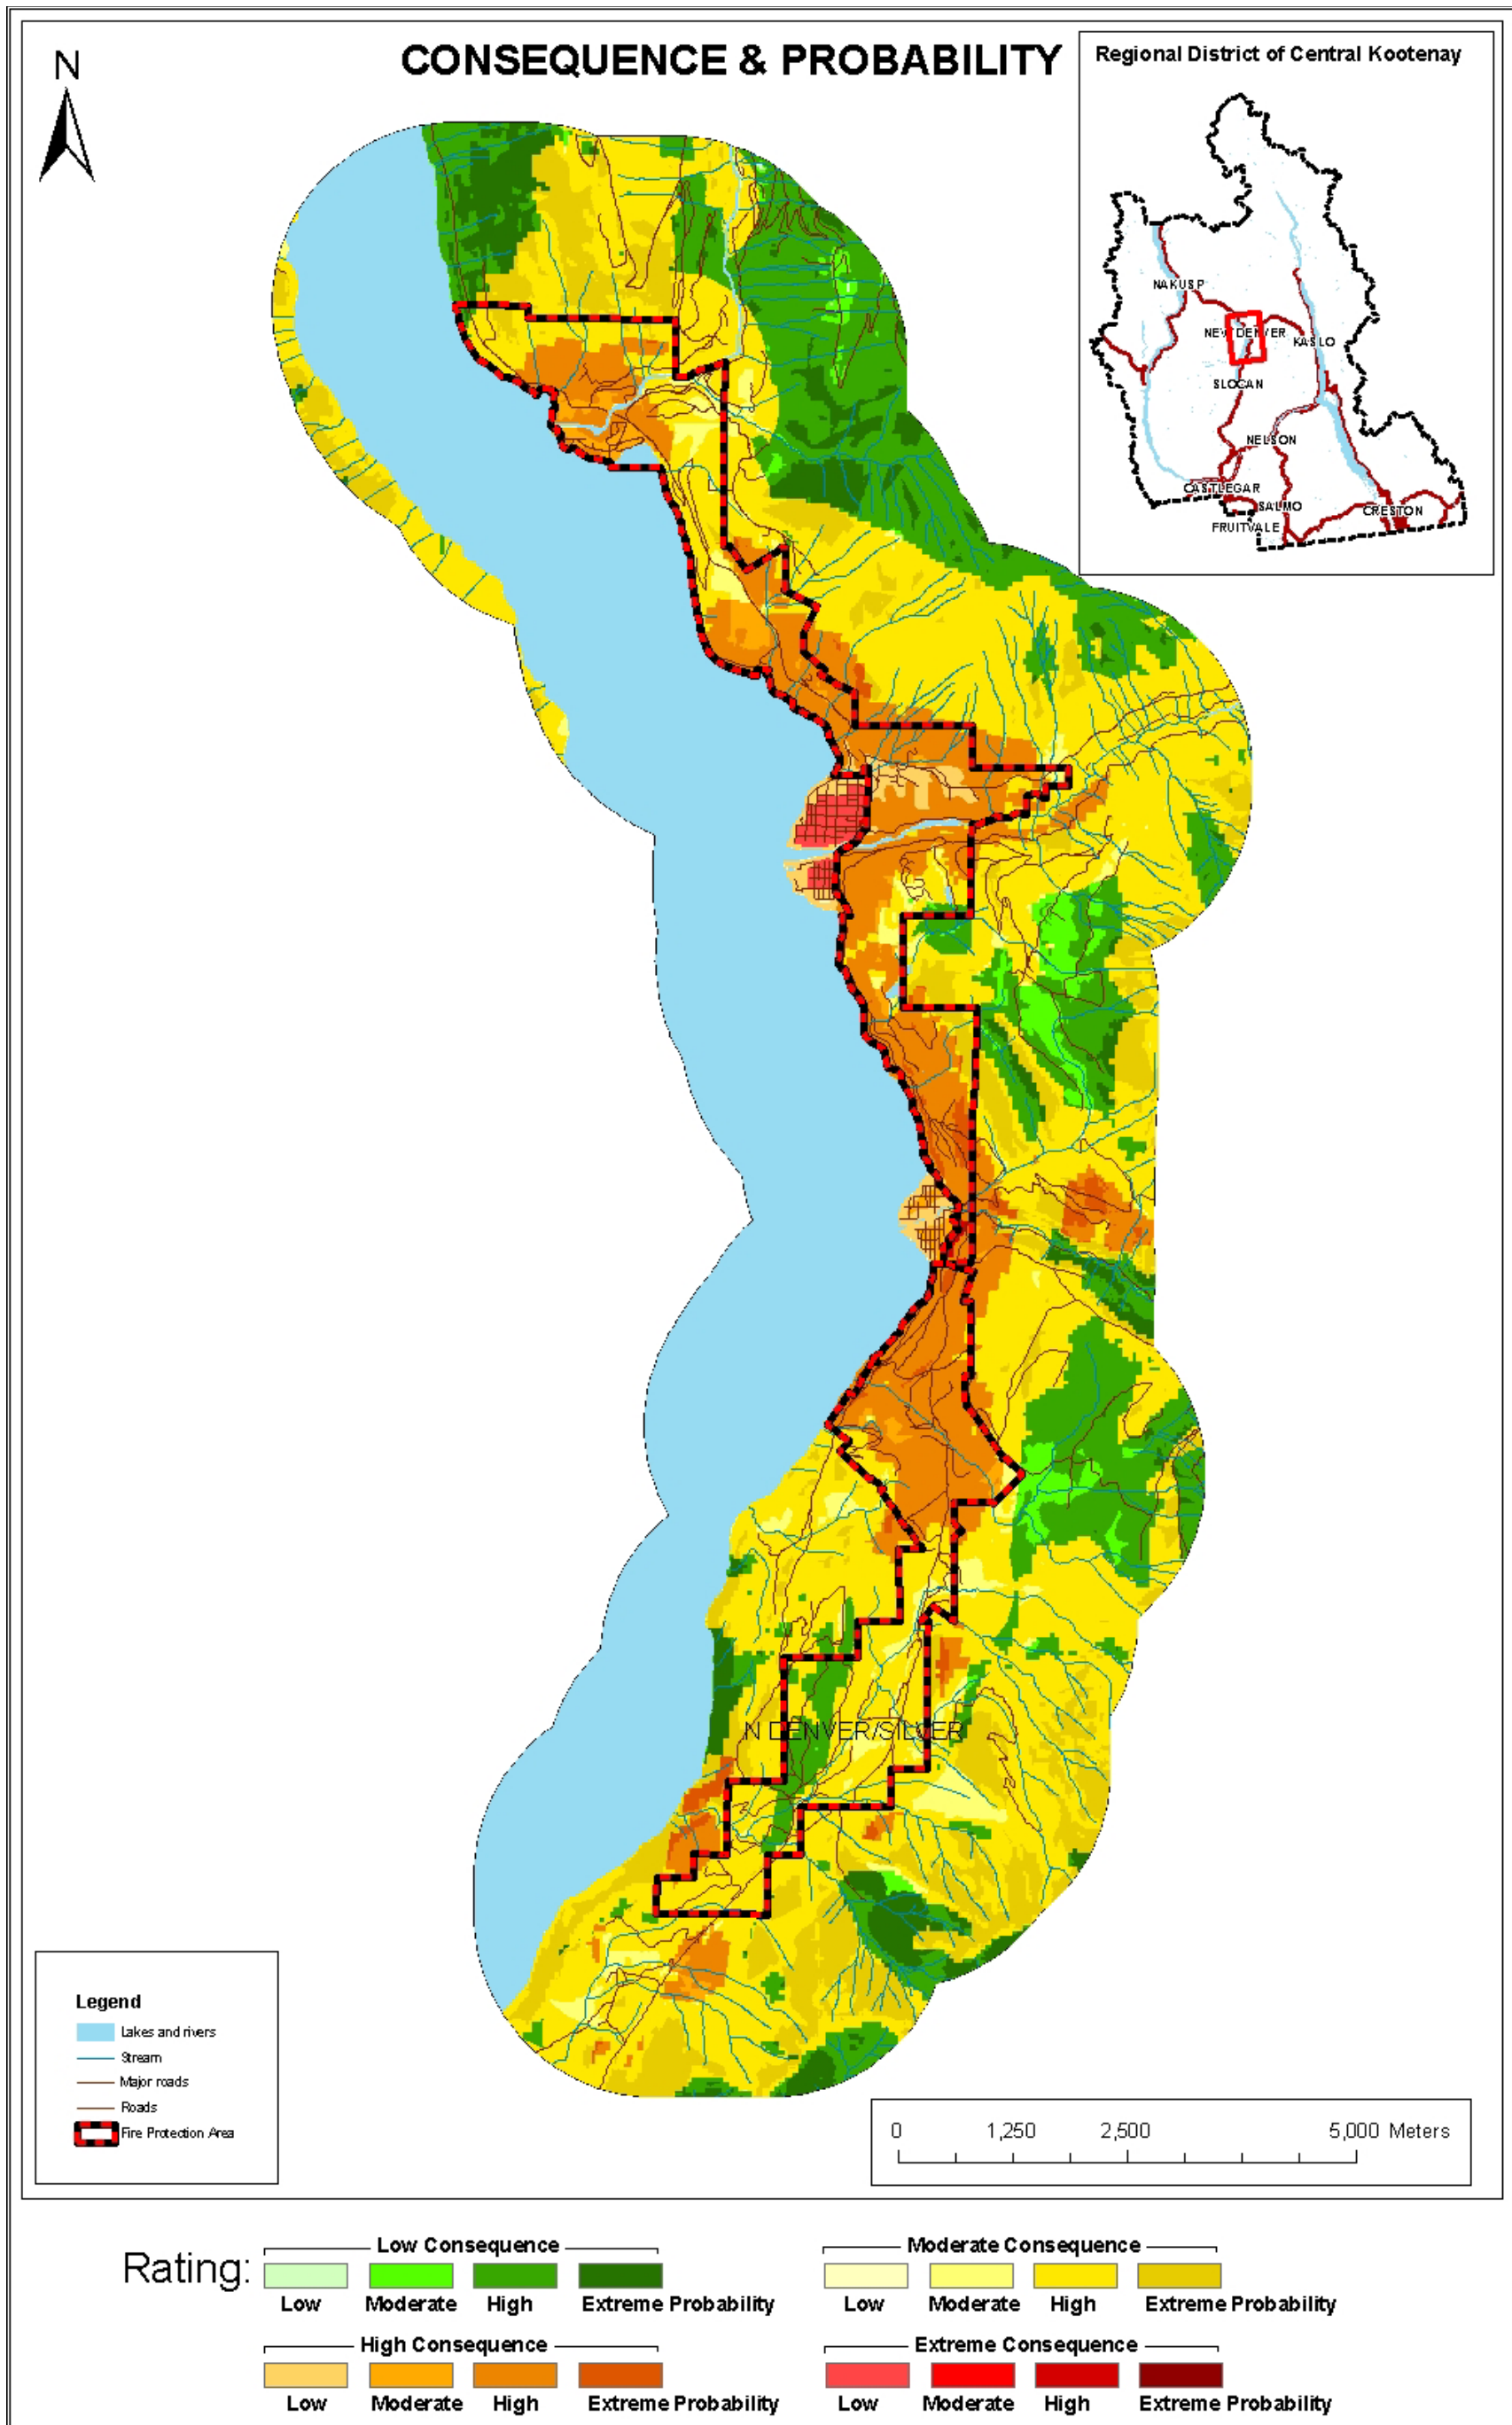 N
CONSEQUENCE & PROBABILITY
Regional District of Central Kootenay
NAKUSP
NEW DENVER
KASLO
SLOCAN
NELSON
CASTLEGAR
SALMO
CRESTON
FRUITVALE
N DENVER/SILVER
Legend
Lakes and rivers
Stream
Major roads
Roads
Fire Protection Area
0 1,250 2,500 5,000 Meters
Rating:
Low Consequence Moderate Consequence
Low Moderate High Extreme Probability Low Moderate High Extreme Probability
High Consequence Extreme Consequence
Low Moderate High Extreme Probability Low Moderate High Extreme Probability